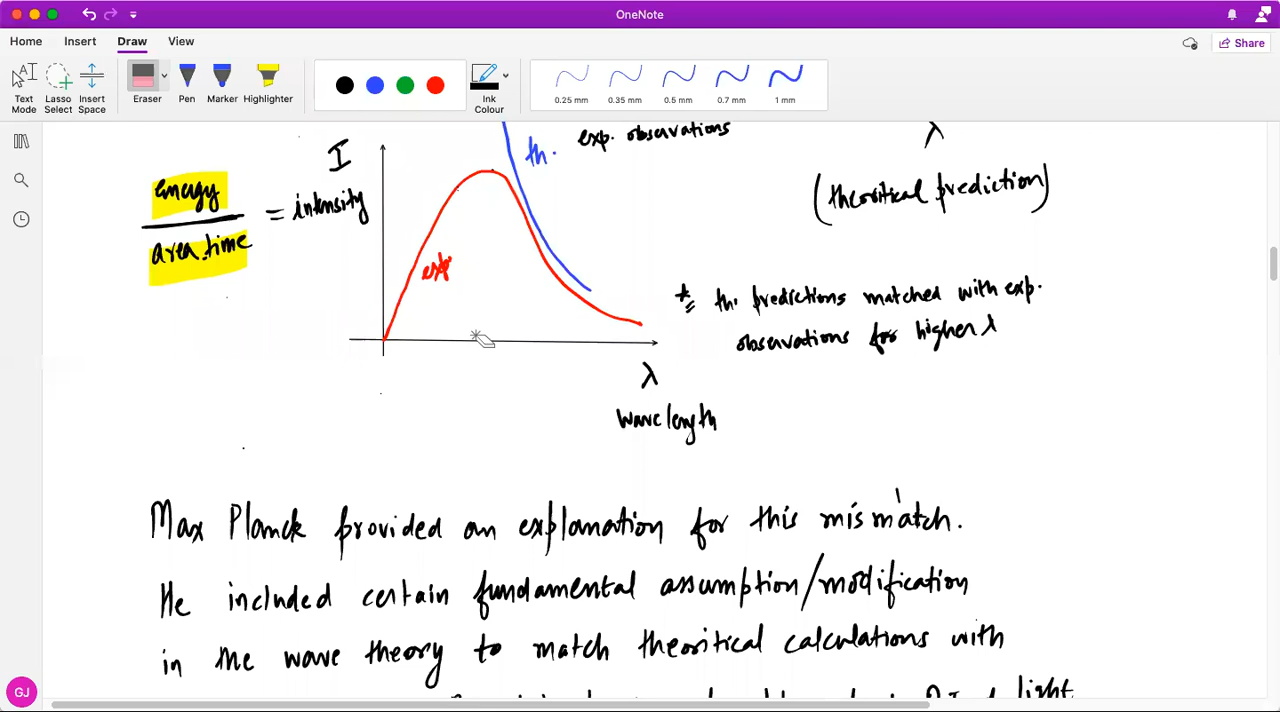 OneNote
Home Insert Draw View
Share
Text Mode
Lasso Select
Insert Space
Eraser
Pen
Marker
Highlighter
Ink Colour
0.25 mm
0.35 mm
0.5 mm
0.7 mm
1 mm
exp. observations
λ
I
th.
energy
area.time
= intensity
(theoritical prediction)
exp.
* th. predictions matched with exp.
observations for higher λ
λ
wavelength
Max Planck provided an explanation for this mismatch.
He included certain fundamental assumption/modification
in the wave theory to match theoritical calculations with
light
GJ